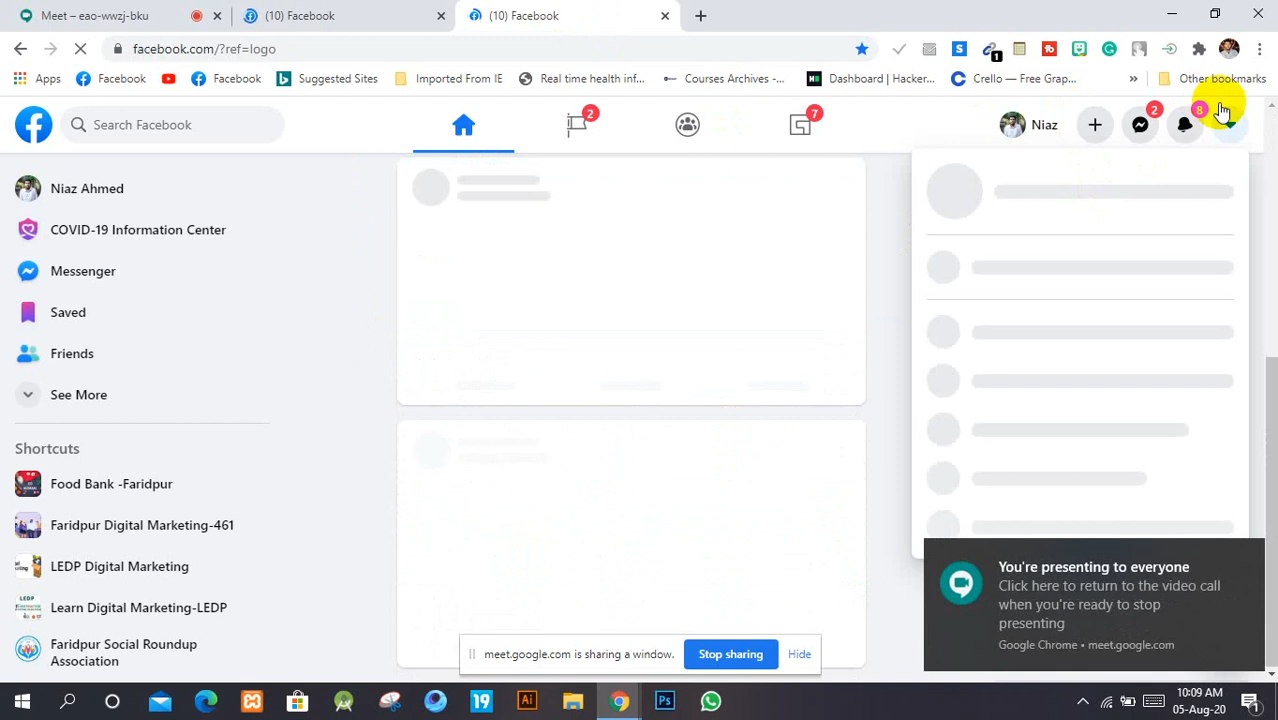 Meet – eao-wwzj-bku
(10) Facebook
(10) Facebook
facebook.com/?ref=logo
1
Apps
Facebook
Facebook
Suggested Sites
Imported From IE
Real time health inf...
Courses Archives -...
Dashboard | Hacker...
Crello — Free Grap...
»
Other bookmarks
Search Facebook
2
7
Niaz
2
8
Niaz Ahmed
COVID-19 Information Center
Messenger
Saved
Friends
See More
Shortcuts
Food Bank -Faridpur
Faridpur Digital Marketing-461
LEDP Digital Marketing
Learn Digital Marketing-LEDP
Faridpur Social Roundup
Association
You're presenting to everyone
Click here to return to the video call
when you're ready to stop
presenting
Google Chrome • meet.google.com
meet.google.com is sharing a window.
Stop sharing
Hide
19
Ai
Ps
10:09 AM
05-Aug-20
1